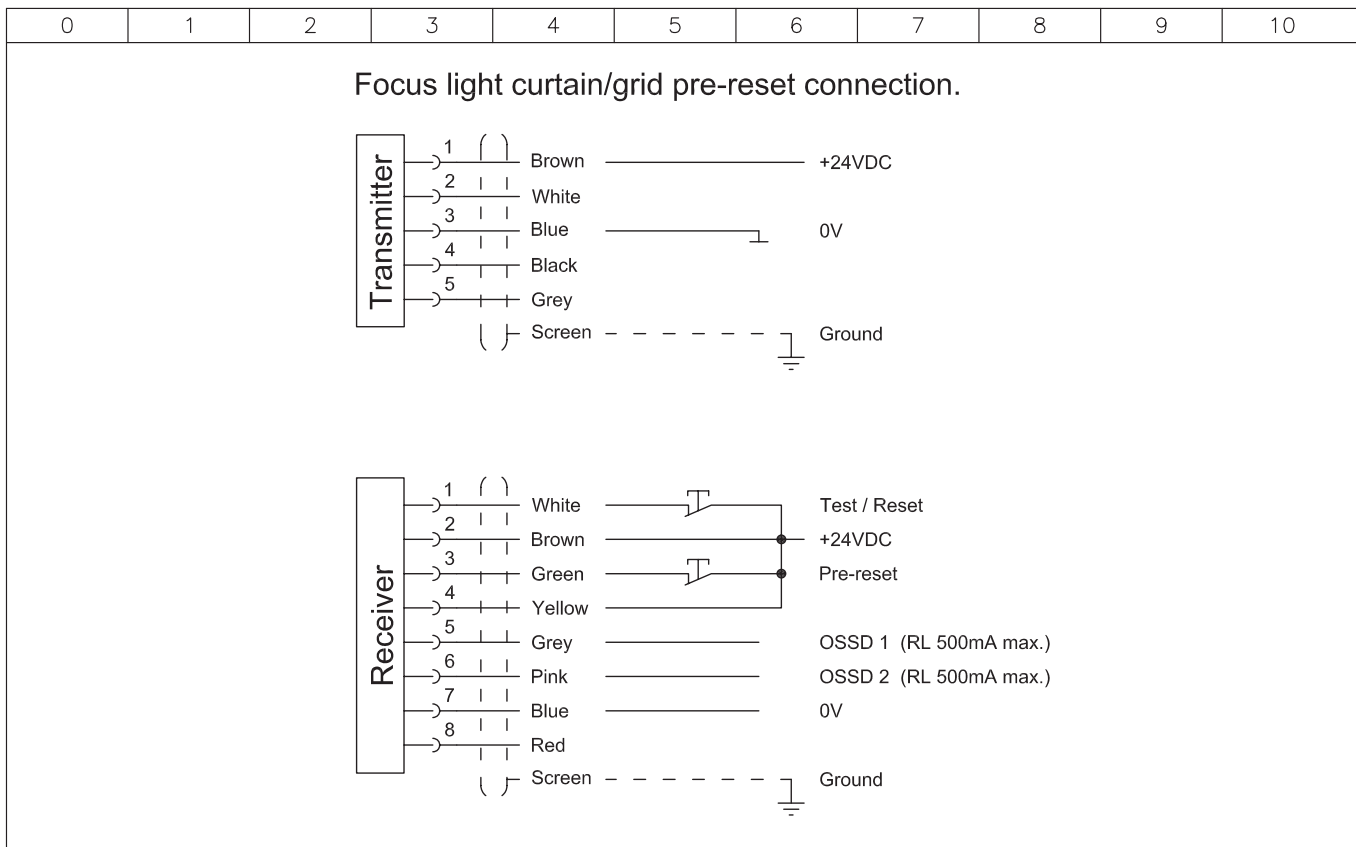 0 1 2 3 4 5 6 7 8 9 10
Focus light curtain/grid pre-reset connection.
Transmitter
1 Brown +24VDC
2 White
3 Blue 0V
4 Black
5 Grey
Screen Ground
Receiver
1 White Test / Reset
2 Brown +24VDC
3 Green Pre-reset
4 Yellow
5 Grey OSSD 1 (RL 500mA max.)
6 Pink OSSD 2 (RL 500mA max.)
7 Blue 0V
8 Red
Screen Ground